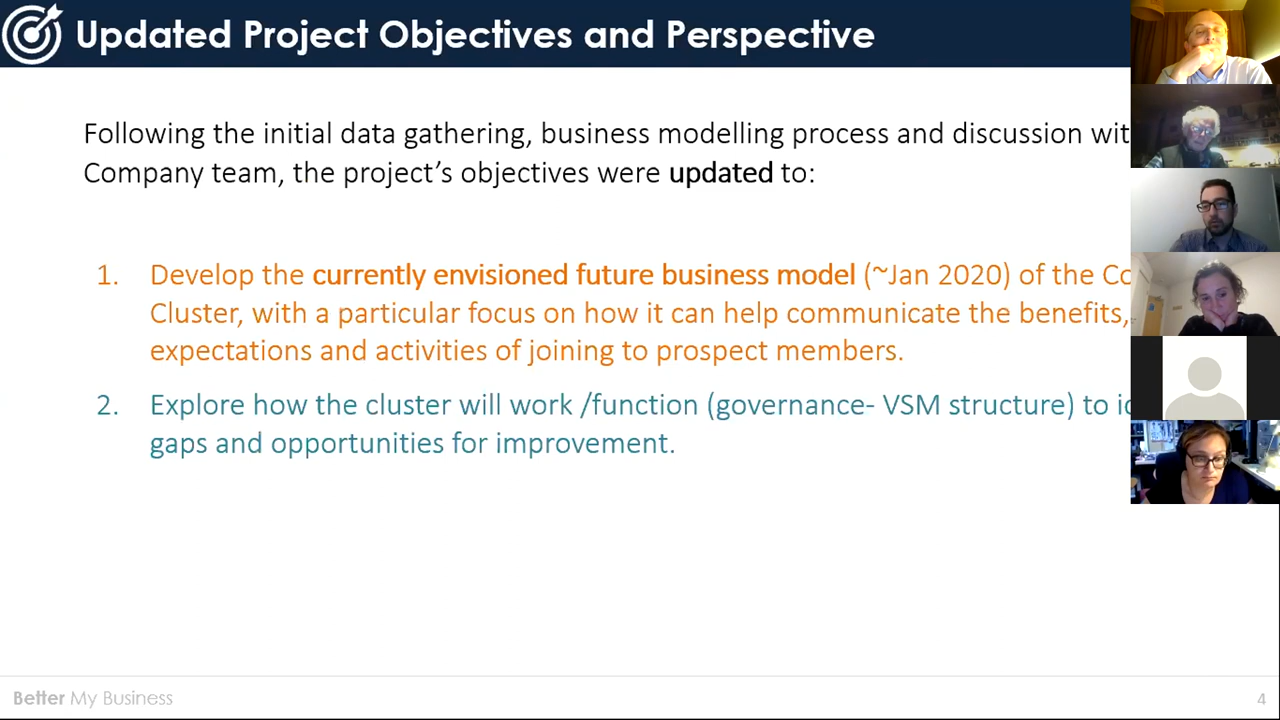 Updated Project Objectives and Perspective
Following the initial data gathering, business modelling process and discussion
Company team, the project's objectives were updated to:
1. Develop the currently envisioned future business model (~Jan 2020) of the
Cluster, with a particular focus on how it can help communicate the benefits,
expectations and activities of joining to prospect members.
2. Explore how the cluster will work /function (governance- VSM structure) to
gaps and opportunities for improvement.
Better My Business
4